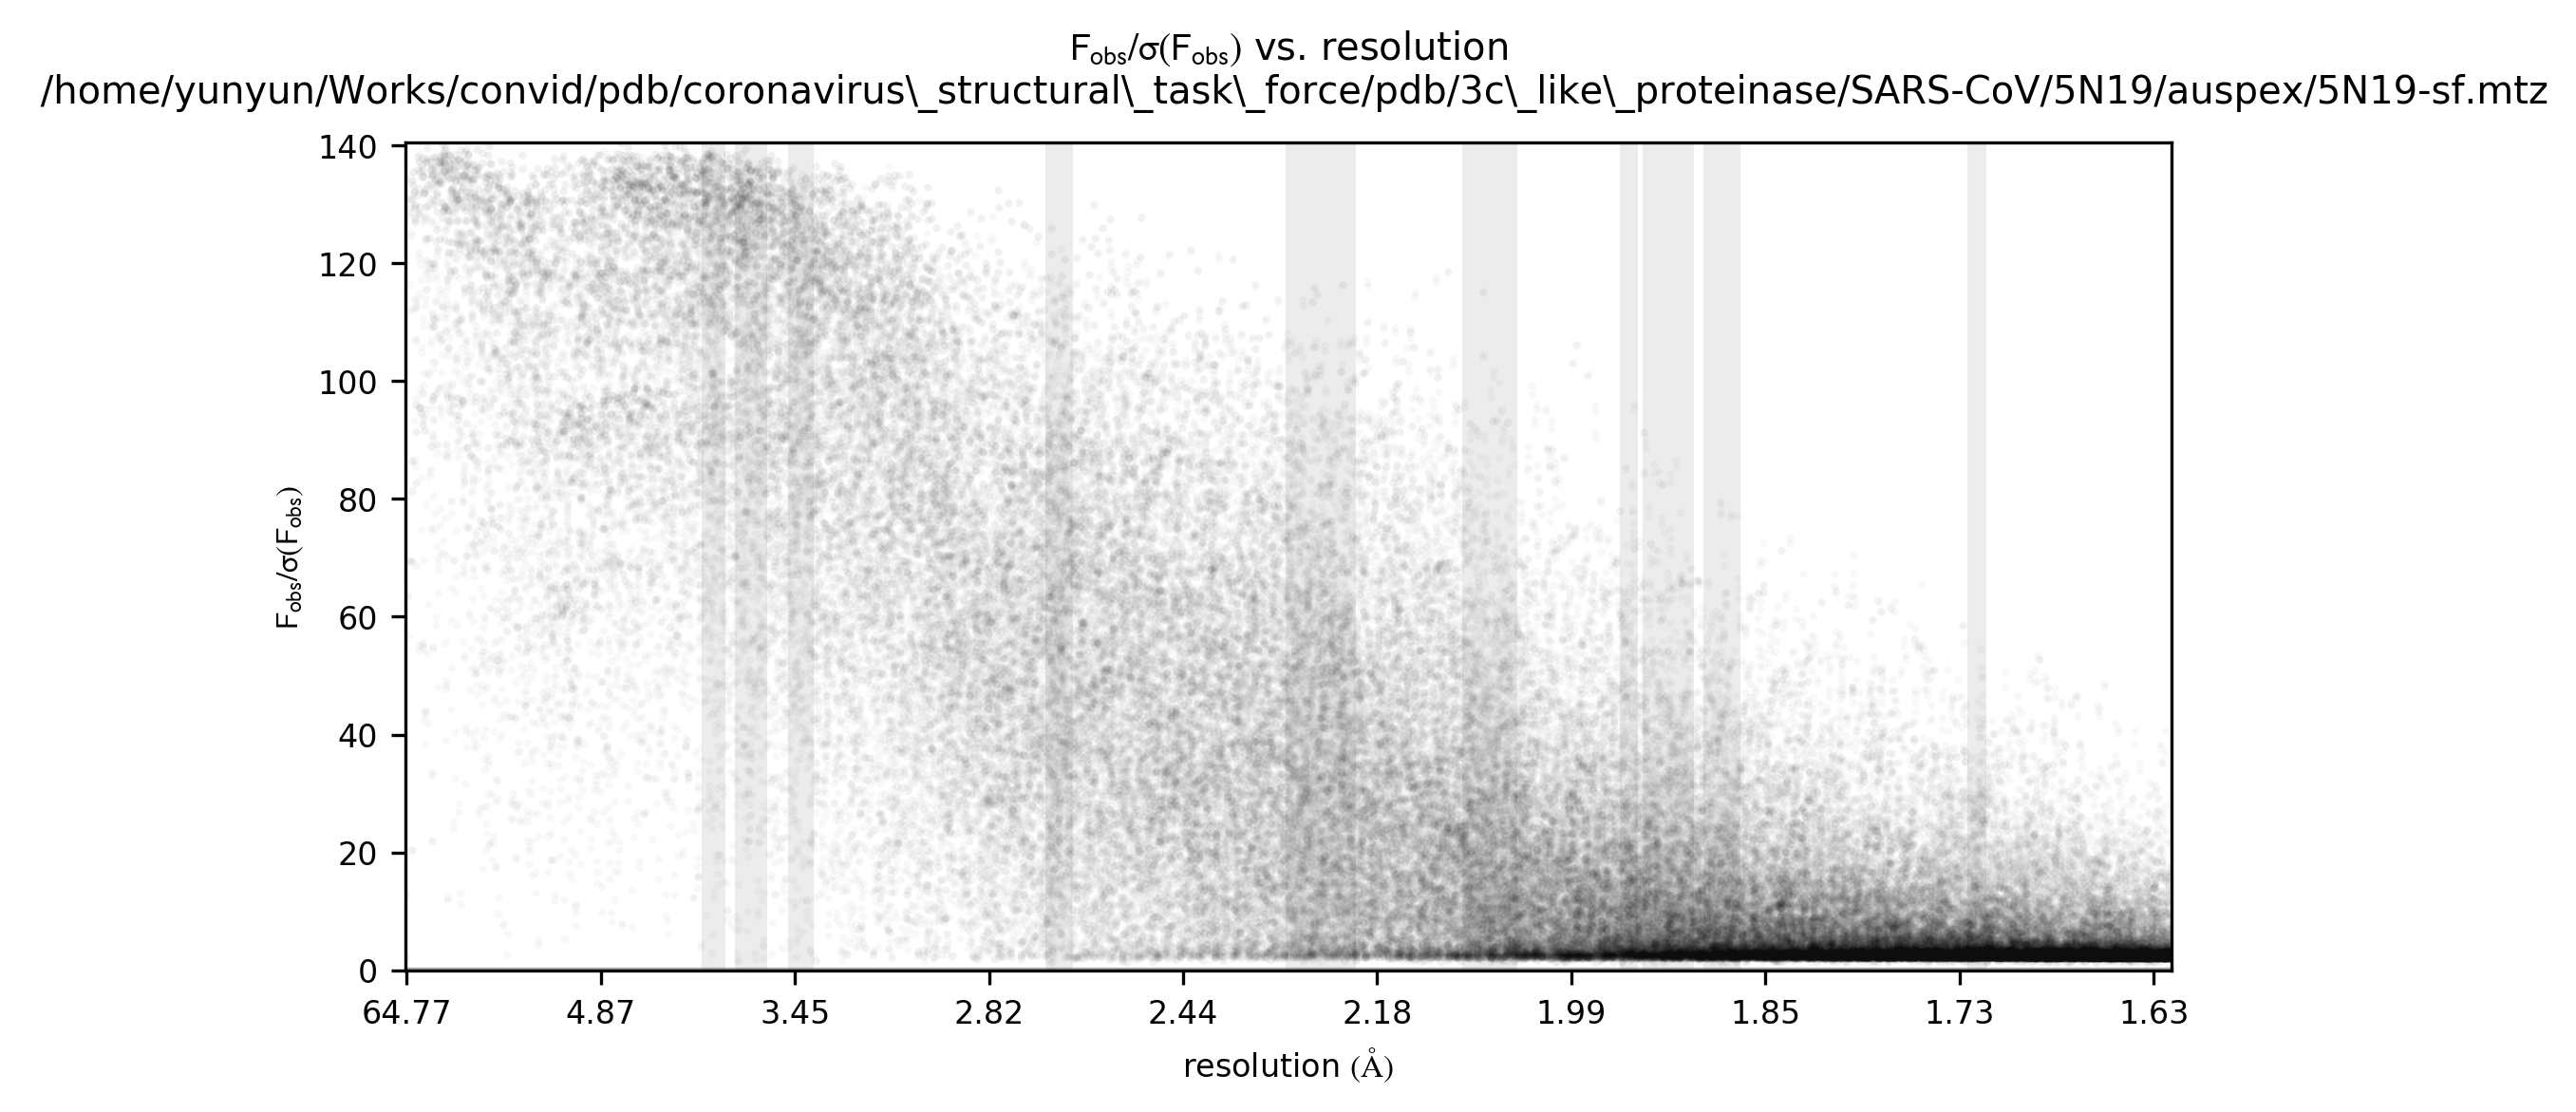 Fobs/σ(Fobs) vs. resolution
/home/yunyun/Works/convid/pdb/coronavirus\_structural\_task\_force/pdb/3c\_like\_proteinase/SARS-CoV/5N19/auspex/5N19-sf.mtz
140
120
100
80
60
40
20
0
Fobs/σ(Fobs)
64.77 4.87 3.45 2.82 2.44 2.18 1.99 1.85 1.73 1.63
resolution (Å)